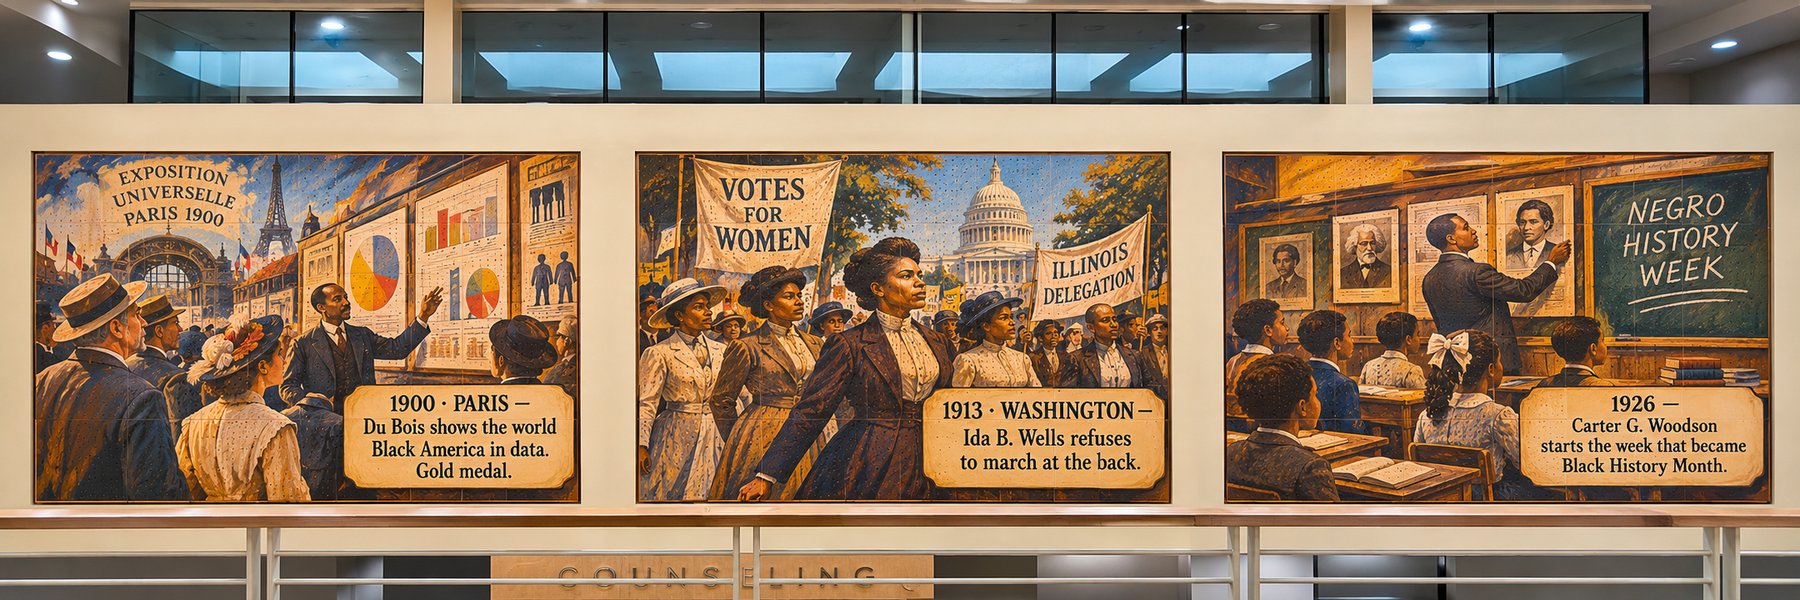 EXPOSITION
UNIVERSELLE
PARIS 1900
1900 · PARIS —
Du Bois shows the world
Black America in data.
Gold medal.
VOTES
FOR
WOMEN
ILLINOIS
DELEGATION
1913 · WASHINGTON —
Ida B. Wells refuses
to march at the back.
NEGRO
HISTORY
WEEK
1926 —
Carter G. Woodson
starts the week that became
Black History Month.
COUNSELING